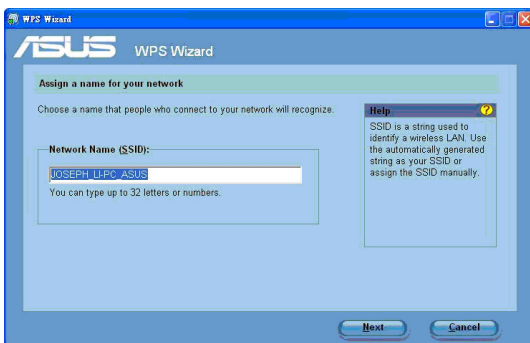 WPS Wizard
ASUS WPS Wizard
Assign a name for your network
Choose a name that people who connect to your network will recognize.
Network Name (SSID):
JOSEPH_LI-PC_ASUS
You can type up to 32 letters or numbers.
Help
SSID is a string used to
identify a wireless LAN. Use
the automatically generated
string as your SSID or
assign the SSID manually.
Next
Cancel